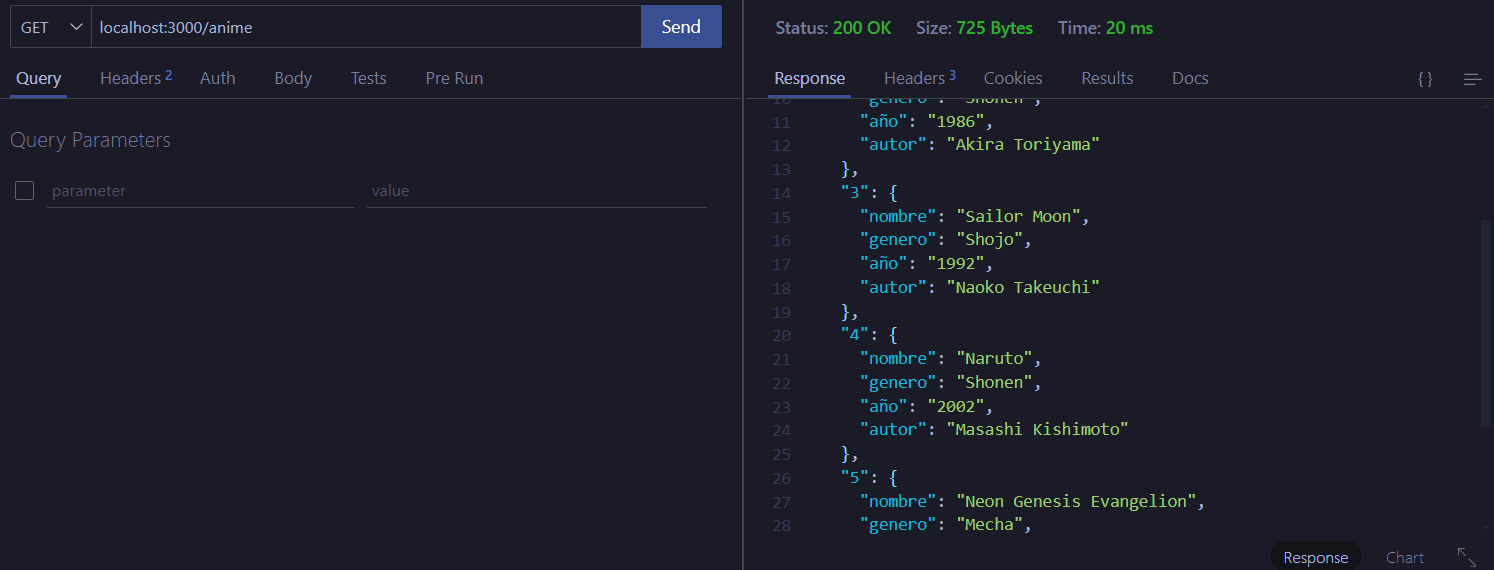 GET localhost:3000/anime Send
Query Headers 2 Auth Body Tests Pre Run
Query Parameters
parameter value
Status: 200 OK Size: 725 Bytes Time: 20 ms
Response Headers 3 Cookies Results Docs {}
10 "genero": "Shonen",
11 "año": "1986",
12 "autor": "Akira Toriyama"
13 },
14 "3": {
15 "nombre": "Sailor Moon",
16 "genero": "Shojo",
17 "año": "1992",
18 "autor": "Naoko Takeuchi"
19 },
20 "4": {
21 "nombre": "Naruto",
22 "genero": "Shonen",
23 "año": "2002",
24 "autor": "Masashi Kishimoto"
25 },
26 "5": {
27 "nombre": "Neon Genesis Evangelion",
28 "genero": "Mecha",
Response Chart